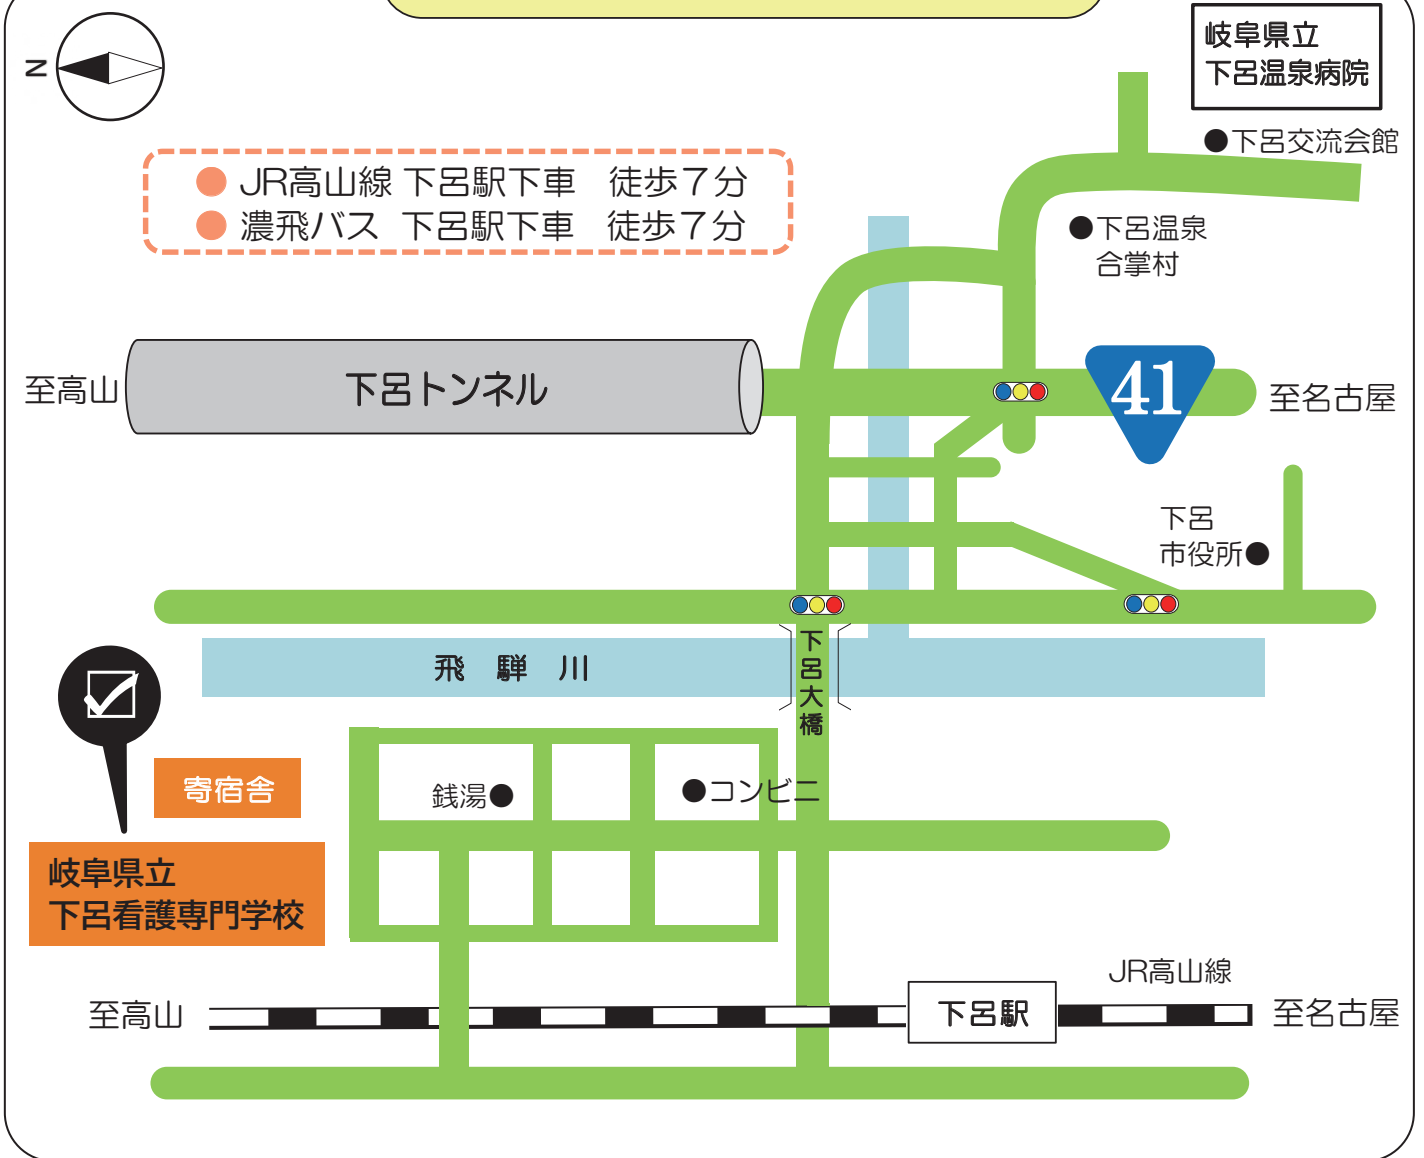 N
岐阜県立
下呂温泉病院
●下呂交流会館
● JR高山線 下呂駅下車　徒歩7分
● 濃飛バス 下呂駅下車　徒歩7分
●下呂温泉
合掌村
至高山
下呂トンネル
41
至名古屋
下呂
市役所●
飛騨川
下呂大橋
寄宿舎
銭湯●
●コンビニ
岐阜県立
下呂看護専門学校
JR高山線
至高山
下呂駅
至名古屋